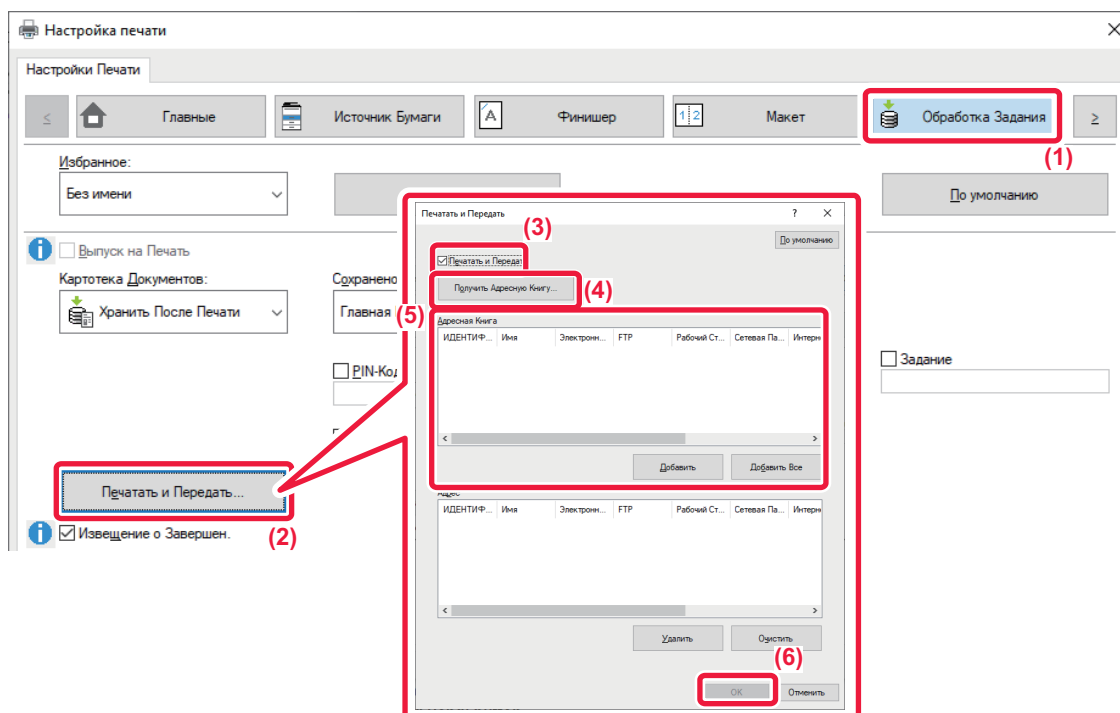 Настройка печати
Настройки Печати
Главные
Источник Бумаги
Финишер
1 2 Макет
Обработка Задания
(1)
Избранное:
Без имени
По умолчанию
Выпуск на Печать
Картотека Документов:
Хранить После Печати
Сохранено
Главная
PIN-Код
Задание
Печатать и Передать...
(2)
Извещение о Завершен.
Печатать и Передать
? ×
(3)
По умолчанию
Печатать и Передат
Получить Адресную Книгу...
(4)
(5)
Адресная Книга
ИДЕНТИФ... Имя Электронн... FTP Рабочий Ст... Сетевая Па... Интерн
Добавить
Добавить Все
Адрес
ИДЕНТИФ... Имя Электронн... FTP Рабочий Ст... Сетевая Па... Интерн
Удалить
Очистить
(6)
OK
Отменить